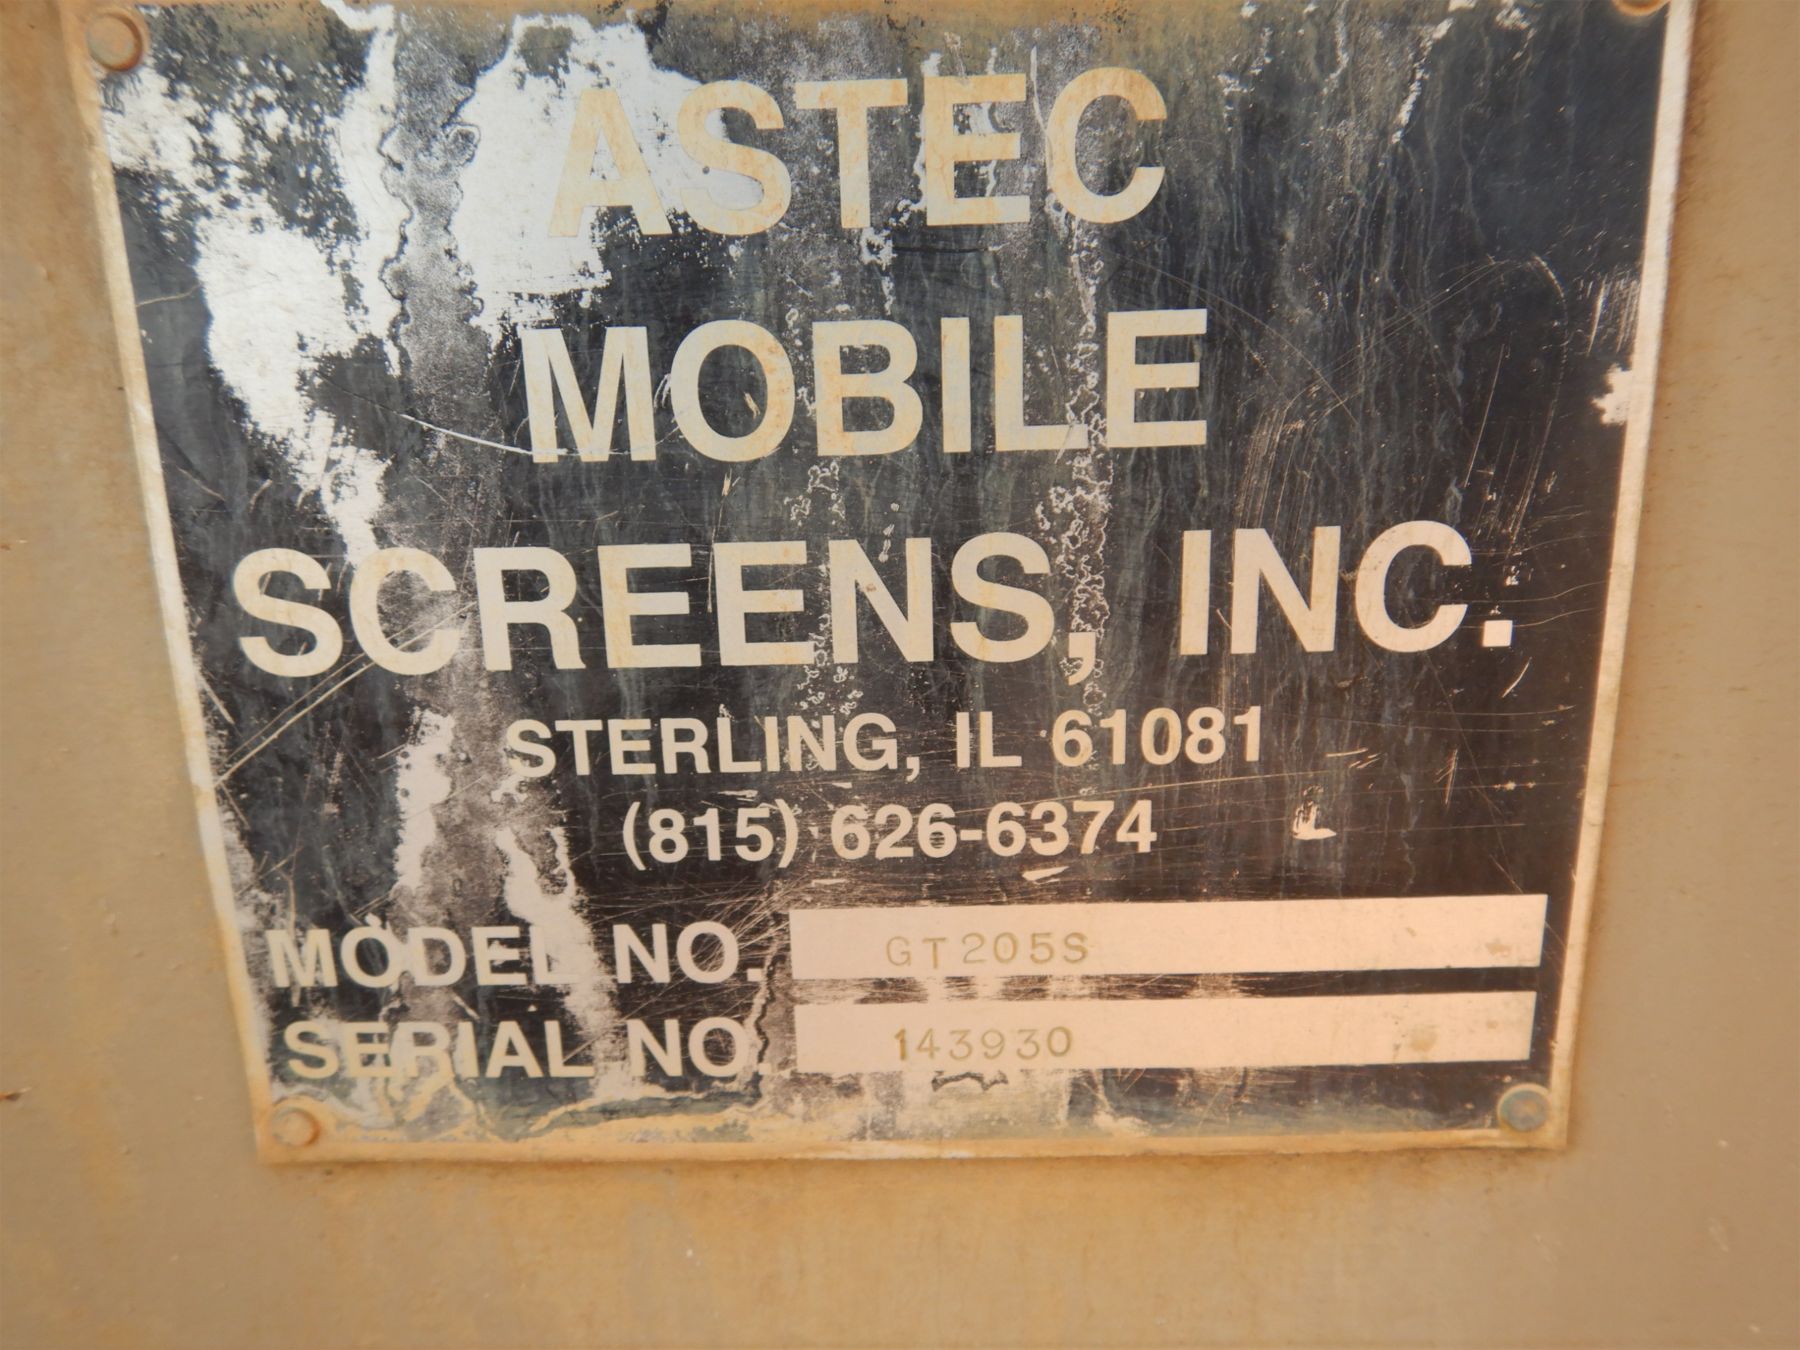 ASTEC
MOBILE
SCREENS, INC.
STERLING, IL 61081
(815) 626-6374
MODEL NO. GT205S
SERIAL NO. 143930